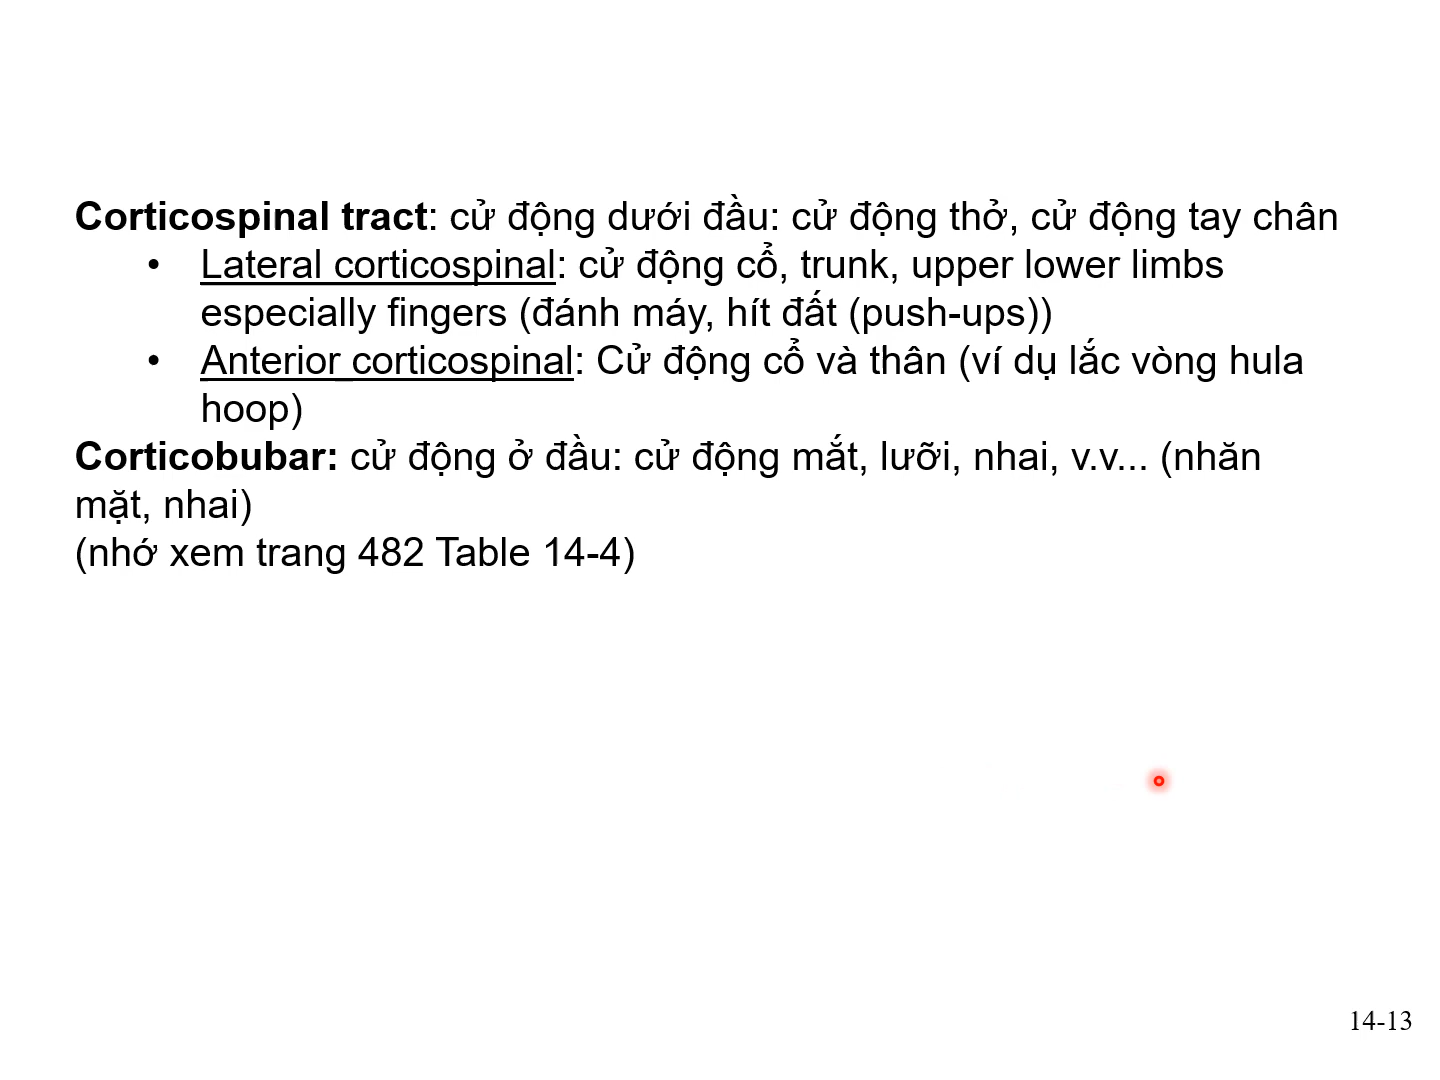 Corticospinal tract: cử động dưới đầu: cử động thở, cử động tay chân
• Lateral corticospinal: cử động cổ, trunk, upper lower limbs
especially fingers (đánh máy, hít đất (push-ups))
• Anterior corticospinal: Cử động cổ và thân (ví dụ lắc vòng hula
hoop)
Corticobubar: cử động ở đầu: cử động mắt, lưỡi, nhai, v.v... (nhăn
mặt, nhai)
(nhớ xem trang 482 Table 14-4)
14-13